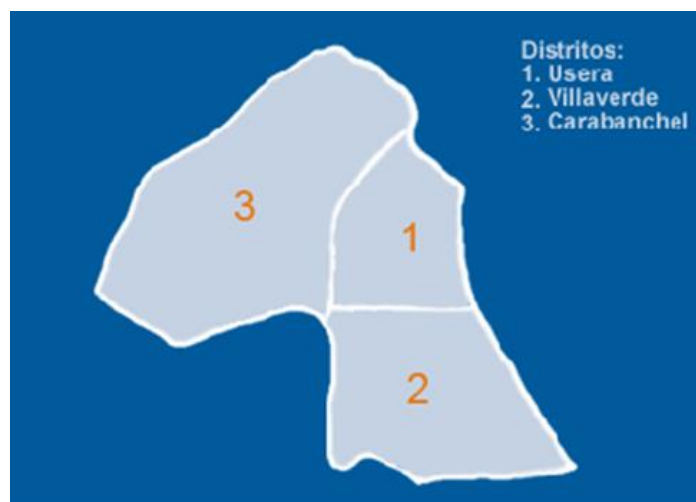 Distritos:
1. Usera
2. Villaverde
3. Carabanchel
3
1
2